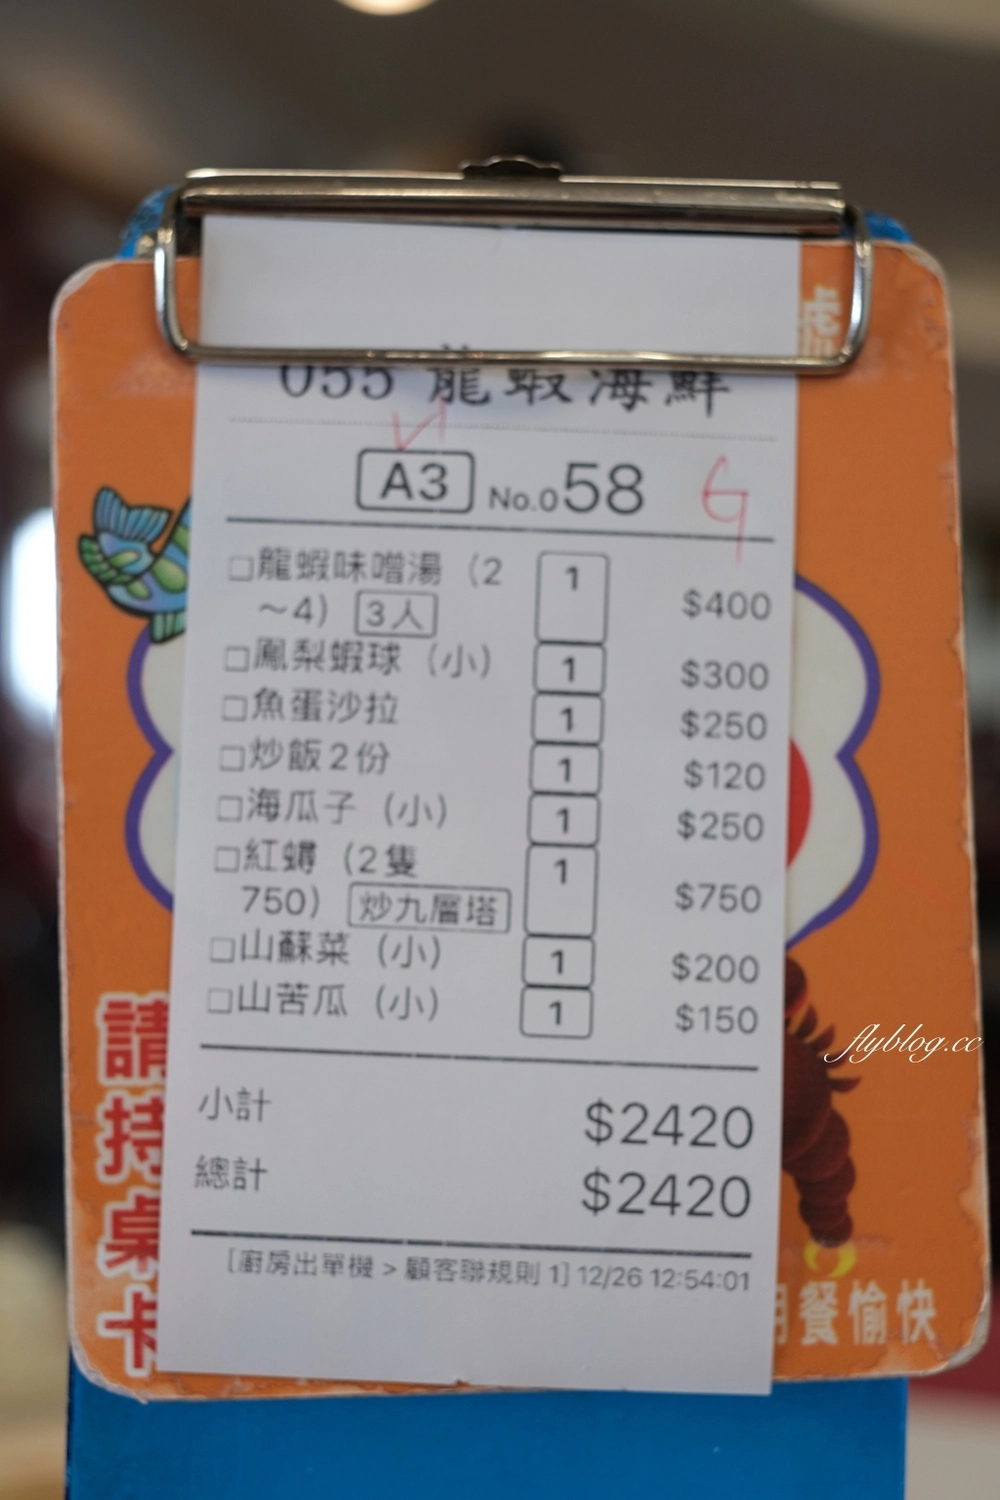 055 龍蝦海鮮
A3 No.058
□龍蝦味噌湯（2 1 $400
～4） 3人
□鳳梨蝦球（小） 1 $300
□魚蛋沙拉 1 $250
□炒飯2份 1 $120
□海瓜子（小） 1 $250
□紅蟳（2隻 1 $750
750） 炒九層塔
□山蘇菜（小） 1 $200
□山苦瓜（小） 1 $150
小計 $2420
總計 $2420
[廚房出單機 > 顧客聯規則 1] 12/26 12:54:01
號
請持桌卡
用餐愉快
flyblog.cc